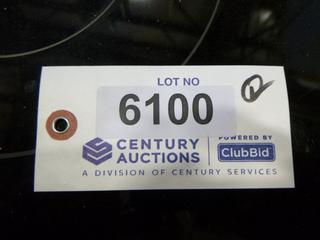 LOT NO
6100
CENTURY
AUCTIONS
POWERED BY
ClubBid
A DIVISION OF CENTURY SERVICES